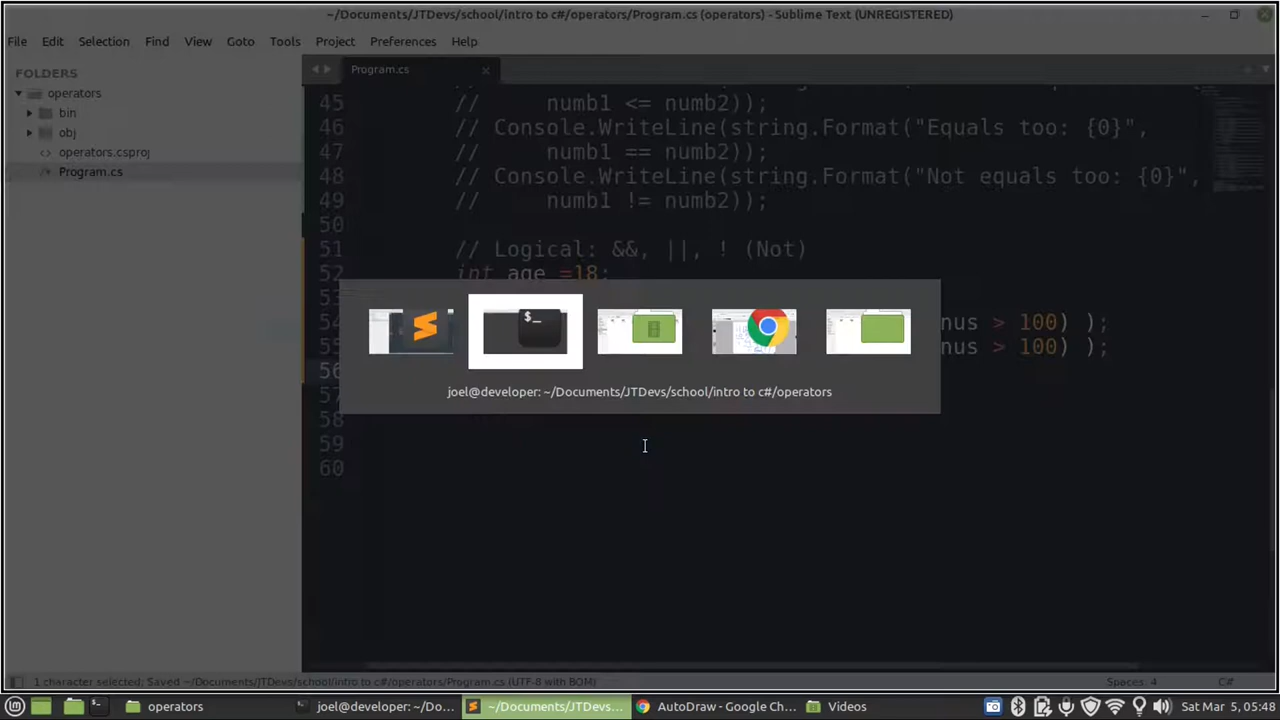 ~/Documents/JTDevs/school/intro to c#/operators/Program.cs (operators) - Sublime Text (UNREGISTERED)
File Edit Selection Find View Goto Tools Project Preferences Help
FOLDERS
operators
bin
obj
operators.csproj
Program.cs
Program.cs
45 // numb1 <= numb2));
46 // Console.WriteLine(string.Format("Equals too: {0}",
47 // numb1 == numb2));
48 // Console.WriteLine(string.Format("Not equals too: {0}",
49 // numb1 != numb2));
50
51 // Logical: &&, ||, ! (Not)
52 int age =18;
53
54 nus > 100) );
55 nus > 100) );
56
57
58
59
60
$_
joel@developer: ~/Documents/JTDevs/school/intro to c#/operators
1 character selected; Saved ~/Documents/JTDevs/school/intro to c#/operators/Program.cs (UTF-8 with BOM) Spaces: 4 C#
operators joel@developer: ~/Do... ~/Documents/JTDevs... AutoDraw - Google Ch... Videos Sat Mar 5, 05:48